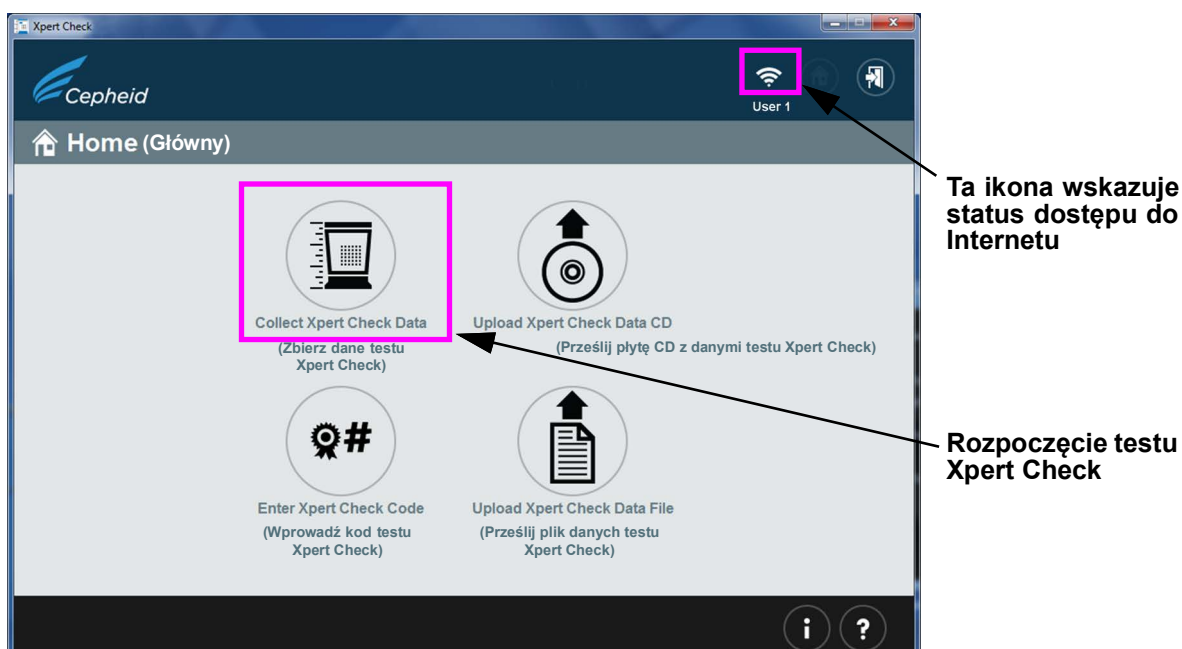 Xpert Check
Cepheid
User 1
Home (Główny)
Ta ikona wskazuje
status dostępu do
Internetu
Collect Xpert Check Data
(Zbierz dane testu
Xpert Check)
Upload Xpert Check Data CD
(Prześlij płytę CD z danymi testu Xpert Check)
Rozpoczęcie testu
Xpert Check
#
Enter Xpert Check Code
(Wprowadź kod testu
Xpert Check)
Upload Xpert Check Data File
(Prześlij plik danych testu
Xpert Check)
i ?